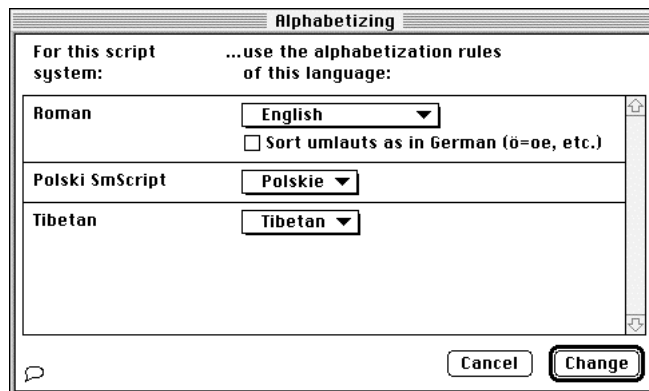 Alphabetizing
For this script system:
...use the alphabetization rules of this language:
Roman
English
Sort umlauts as in German (ö=oe, etc.)
Polski SmScript
Polskie
Tibetan
Tibetan
Cancel
Change